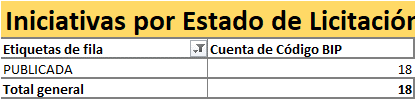 Iniciativas por Estado de Licitación
Etiquetas de fila Cuenta de Código BIP
PUBLICADA 18
Total general 18